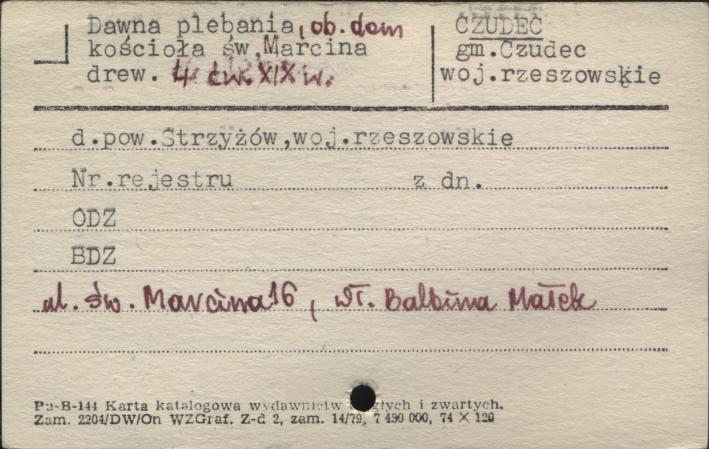 Dawna plebania, ob. dom
kościoła św, Marcina
drew. 4 ćw. XIX w.
CZUDEC
gm.Czudec
woj.rzeszowskie
d.pow.Strzyżów,woj.rzeszowskie
Nr.rejestru z dn.
ODZ
BDZ
ul. św. Marcina 16, wł. Balbina Małek
Pu-B-144 Karta katalogowa wydawnictw ciągłych i zwartych.
Zam. 2204/DW/On WZGraf. Z-d 2, zam. 14/79, 7 490 000, 74 × 120